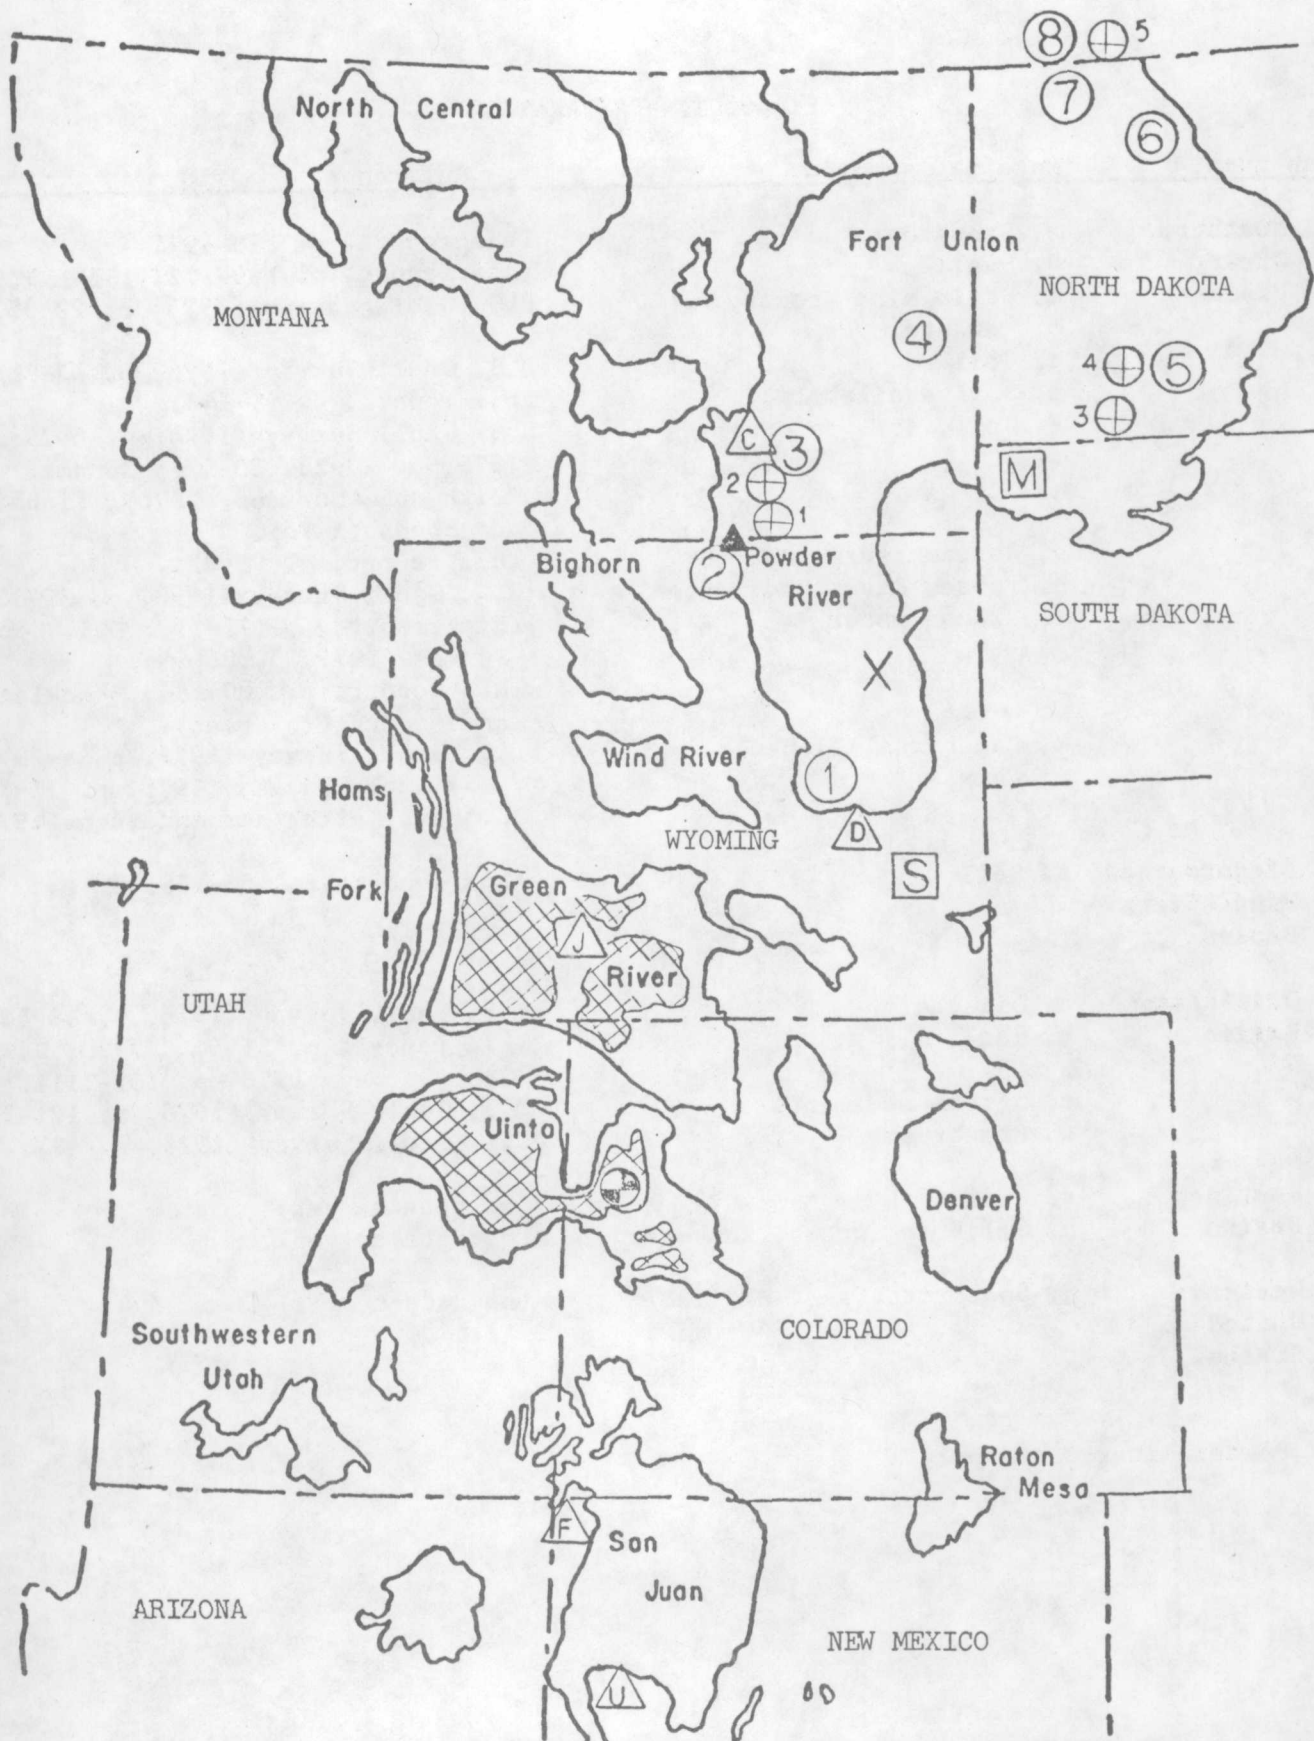 8 5
7
North Central
6
Fort Union
NORTH DAKOTA
MONTANA
4
4 5
3
C 3
M
2
1
Bighorn
2
Powder
River
SOUTH DAKOTA
X
Wind River
1
Hams
WYOMING
D
S
Fork
Green
J
River
UTAH
Uinta
Denver
Southwestern
Utah
COLORADO
Raton
Mesa
F
San
Juan
ARIZONA
NEW MEXICO
U